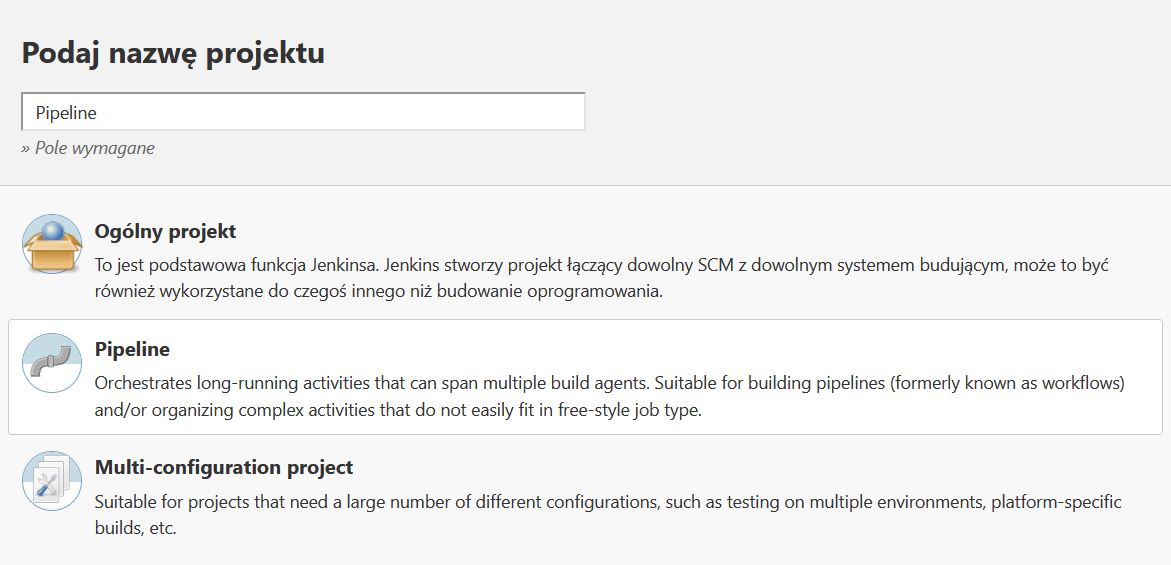 Podaj nazwę projektu
Pipeline
» Pole wymagane
Ogólny projekt
To jest podstawowa funkcja Jenkinsa. Jenkins stworzy projekt łączący dowolny SCM z dowolnym systemem budującym, może to być
również wykorzystane do czegoś innego niż budowanie oprogramowania.
Pipeline
Orchestrates long-running activities that can span multiple build agents. Suitable for building pipelines (formerly known as workflows)
and/or organizing complex activities that do not easily fit in free-style job type.
Multi-configuration project
Suitable for projects that need a large number of different configurations, such as testing on multiple environments, platform-specific
builds, etc.